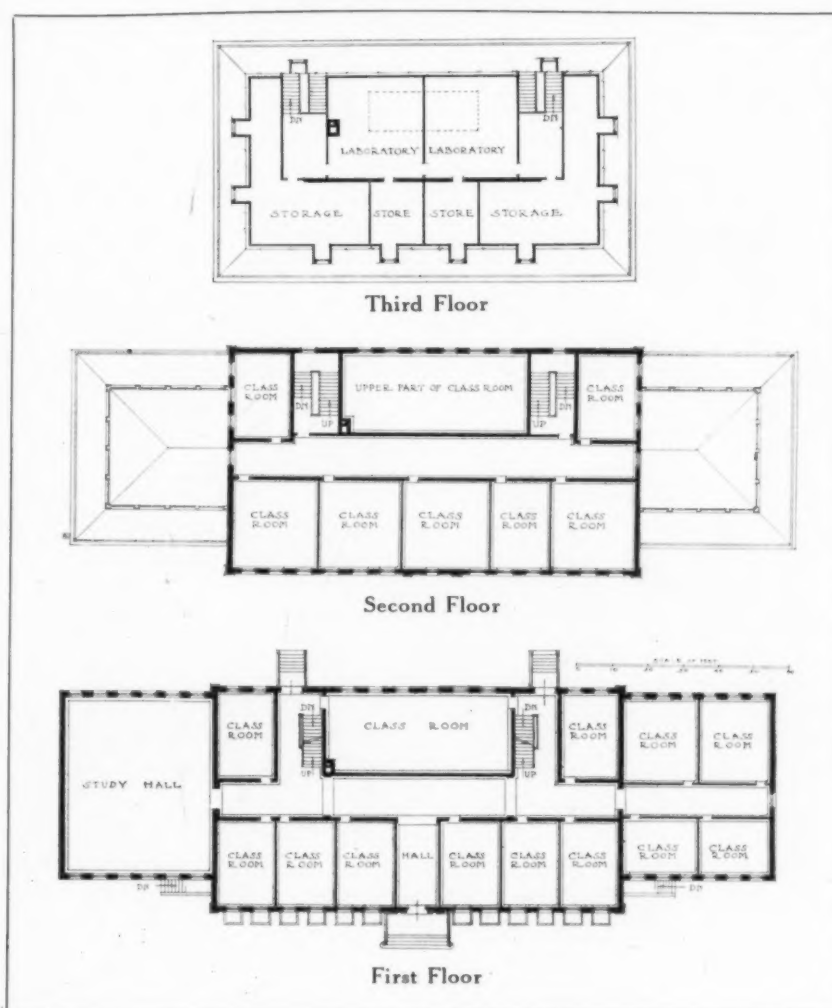 DN
DN
LABORATORY LABORATORY
STORAGE STORE STORE STORAGE
Third Floor
CLASS
ROOM
DN
UP
UPPER PART OF CLASS ROOM
DN
UP
CLASS
ROOM
CLASS
ROOM
CLASS
ROOM
CLASS
ROOM
CLASS
ROOM
CLASS
ROOM
Second Floor
STUDY HALL
CLASS
ROOM
DN
UP
CLASS ROOM
DN
UP
CLASS
ROOM
CLASS
ROOM
CLASS
ROOM
CLASS
ROOM
CLASS
ROOM
CLASS
ROOM
HALL
CLASS
ROOM
CLASS
ROOM
CLASS
ROOM
CLASS
ROOM
CLASS
ROOM
DN
DN
First Floor